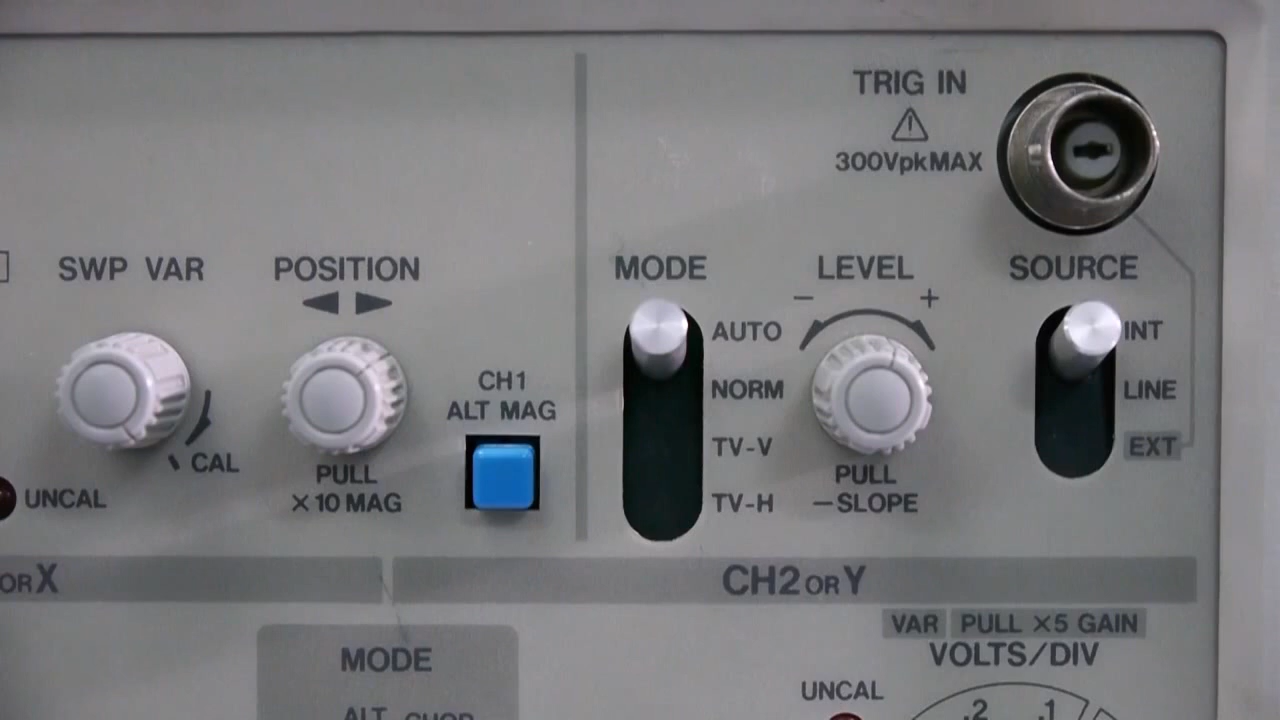 TRIG IN
300VpkMAX
SWP VAR
POSITION
MODE
LEVEL
SOURCE
− +
AUTO
INT
CH1
ALT MAG
NORM
LINE
TV-V
EXT
CAL
PULL
×10 MAG
PULL
−SLOPE
UNCAL
TV-H
OR X
CH2 OR Y
VAR PULL ×5 GAIN
VOLTS/DIV
MODE
UNCAL
ALT CHOP
.2 .1